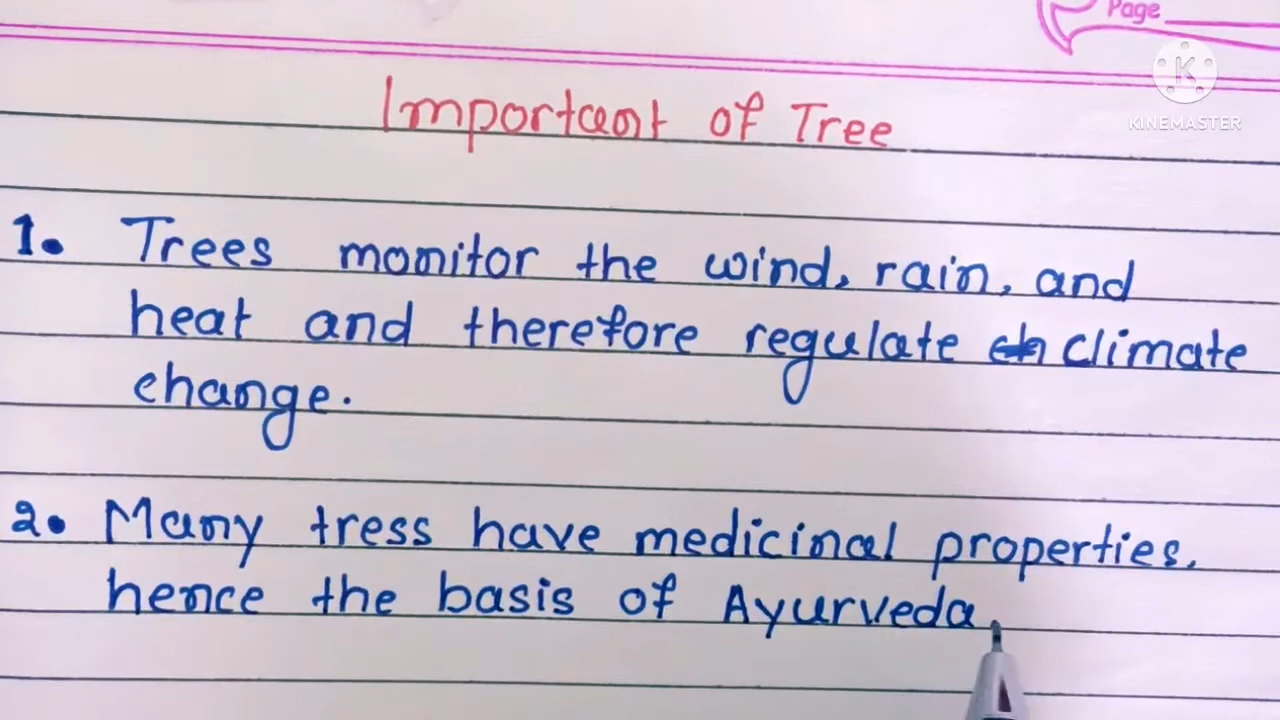 Page
K
KINEMASTER
Important of Tree
1. Trees monitor the wind, rain, and
heat and therefore regulate climate
change.
2. Many tress have medicinal properties,
hence the basis of Ayurveda.